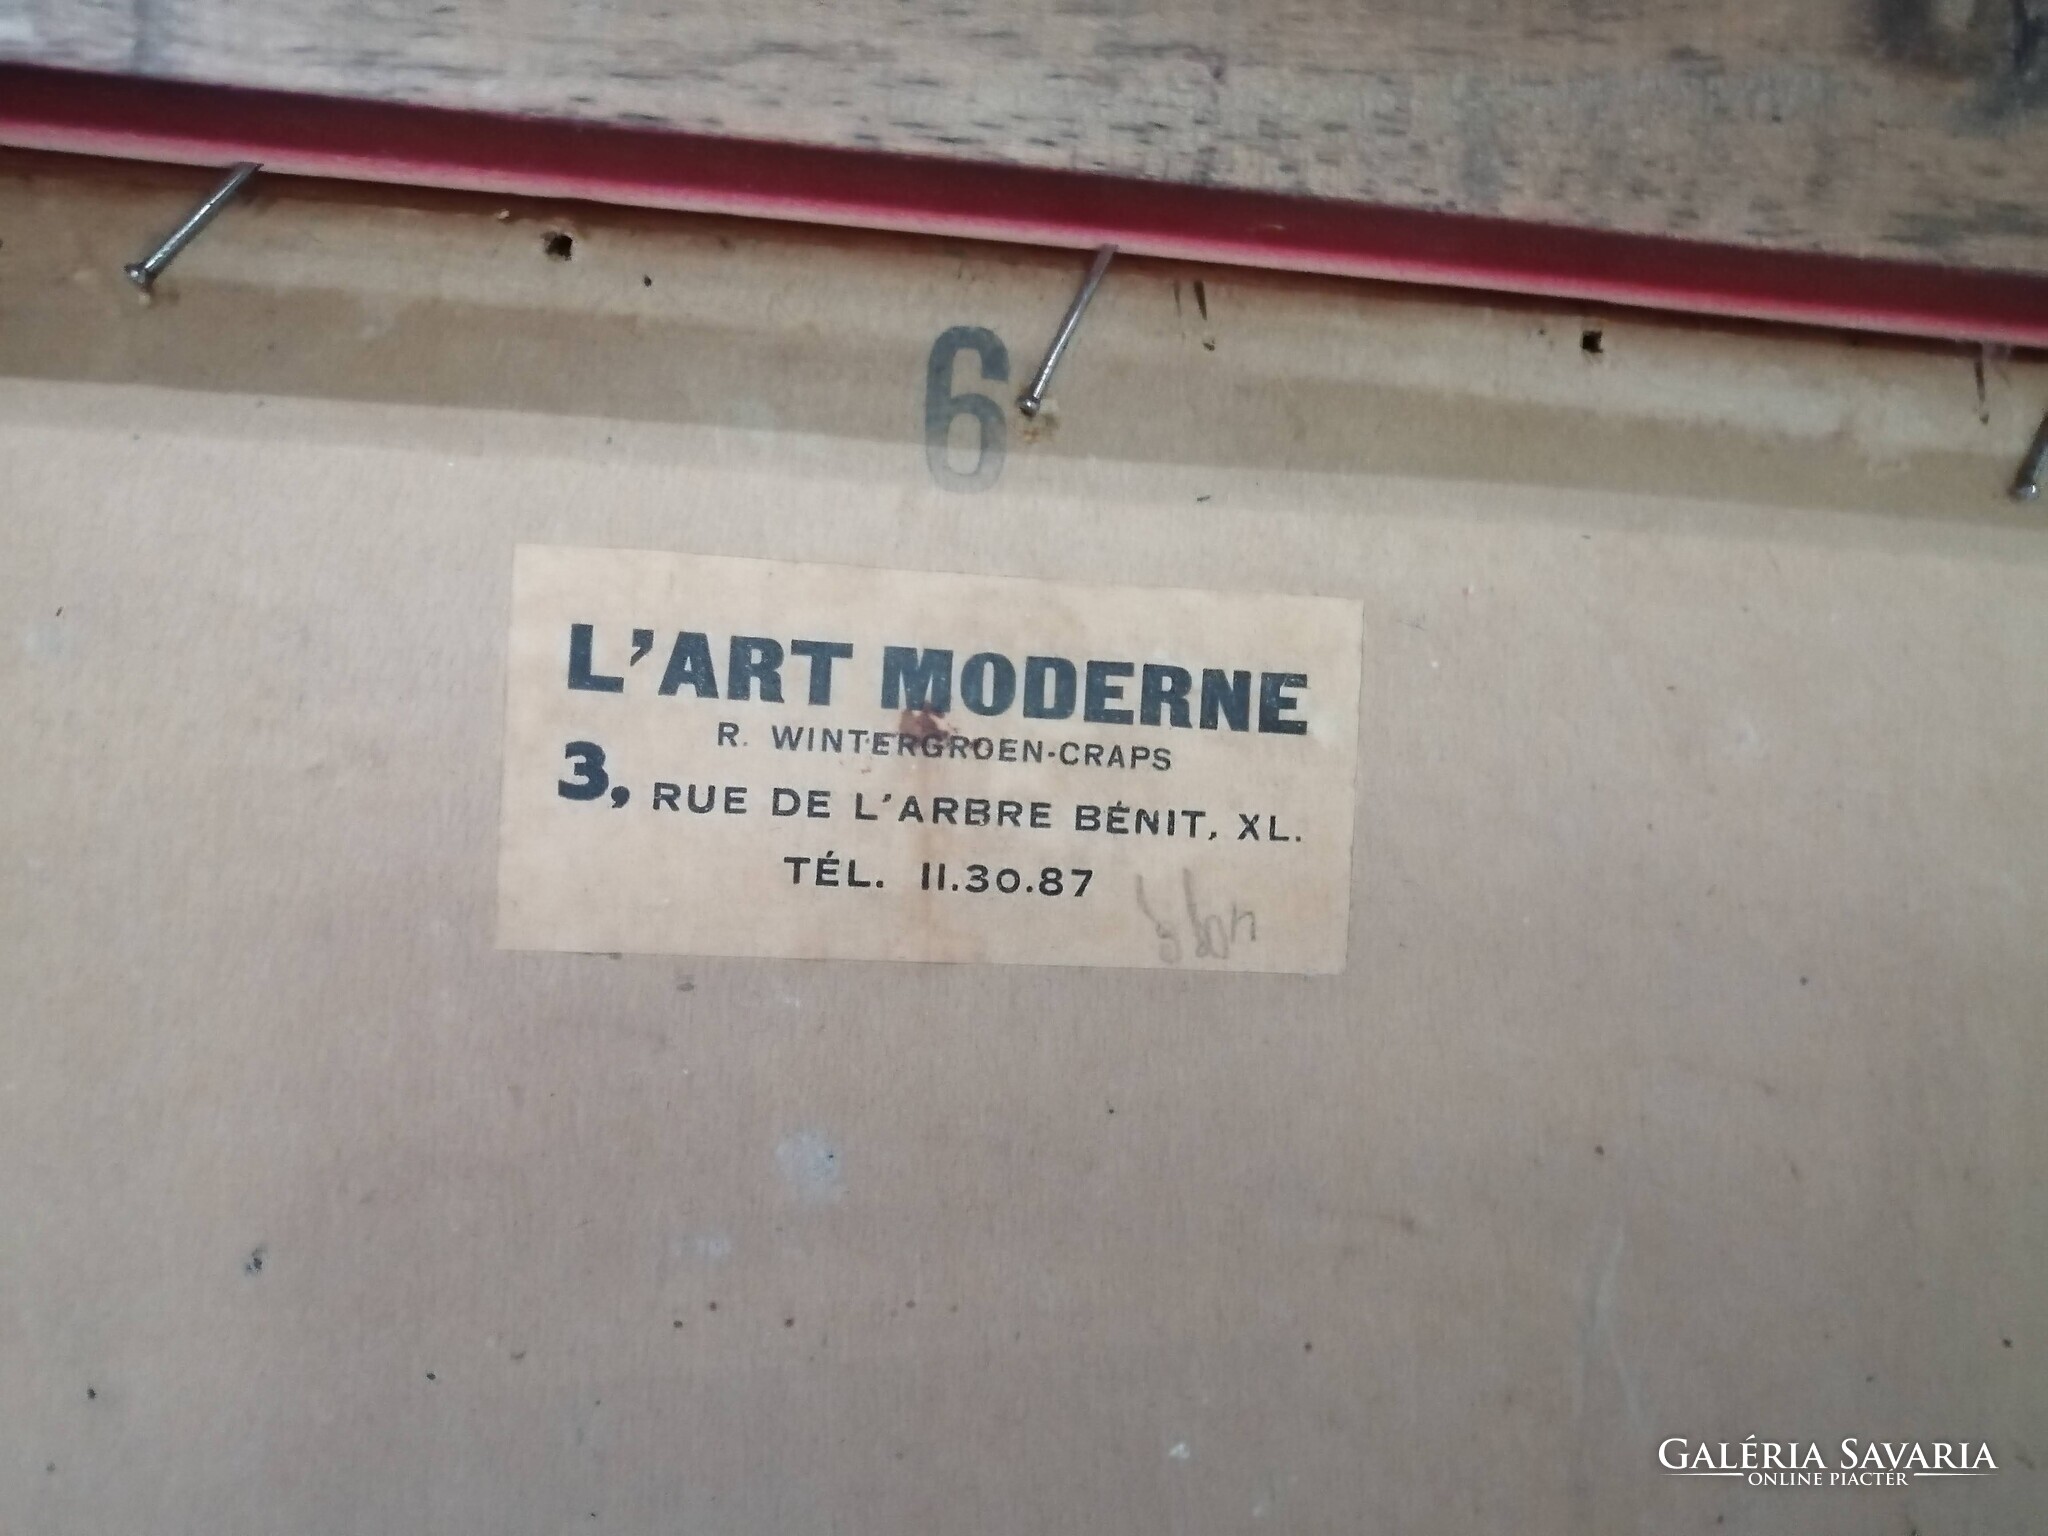 6
L'ART MODERNE
R. WINTERGROEN-CRAPS
3, RUE DE L'ARBRE BÉNIT, XL.
TÉL. 11.30.87
GALÉRIA SAVARIA
ONLINE PIACTÉR